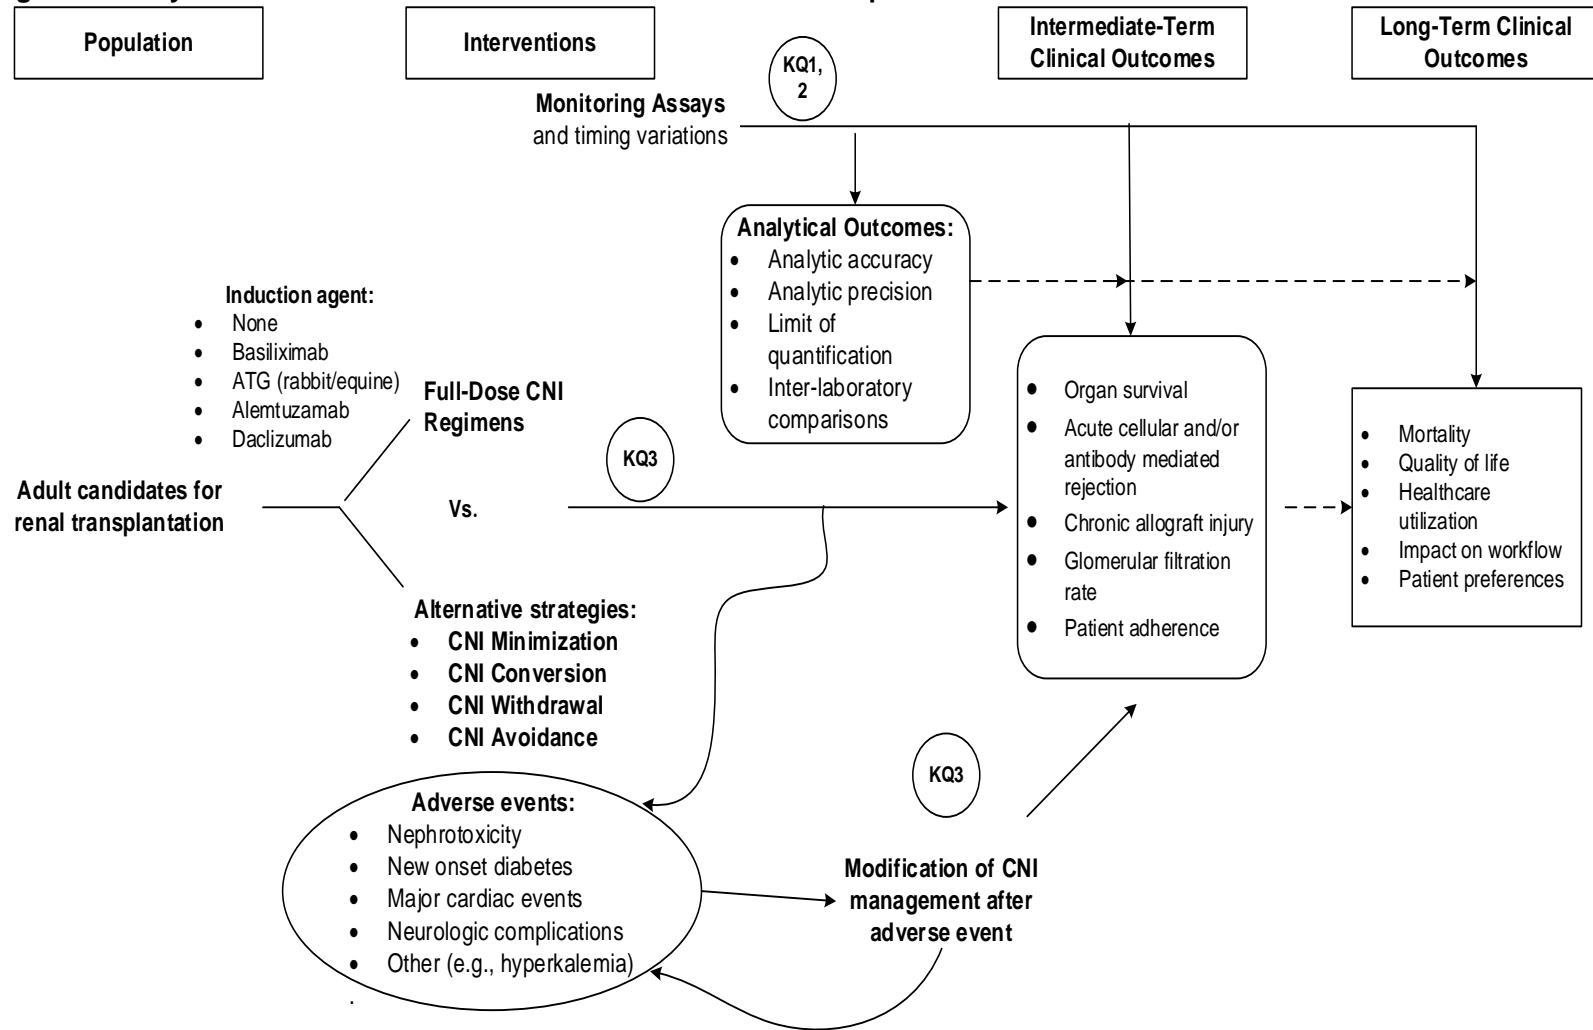 Population
Interventions
Intermediate-Term
Clinical Outcomes
Long-Term Clinical
Outcomes
KQ1,
2
Monitoring Assays
and timing variations
Analytical Outcomes:
• Analytic accuracy
• Analytic precision
• Limit of
quantification
• Inter-laboratory
comparisons
Induction agent:
• None
• Basiliximab
• ATG (rabbit/equine)
• Alemtuzamab
• Daclizumab
Full-Dose CNI
Regimens
KQ3
Adult candidates for
renal transplantation
Vs.
Alternative strategies:
• CNI Minimization
• CNI Conversion
• CNI Withdrawal
• CNI Avoidance
• Organ survival
• Acute cellular and/or
antibody mediated
rejection
• Chronic allograft injury
• Glomerular filtration
rate
• Patient adherence
• Mortality
• Quality of life
• Healthcare
utilization
• Impact on workflow
• Patient preferences
Adverse events:
• Nephrotoxicity
• New onset diabetes
• Major cardiac events
• Neurologic complications
• Other (e.g., hyperkalemia)
.
KQ3
Modification of CNI
management after
adverse event